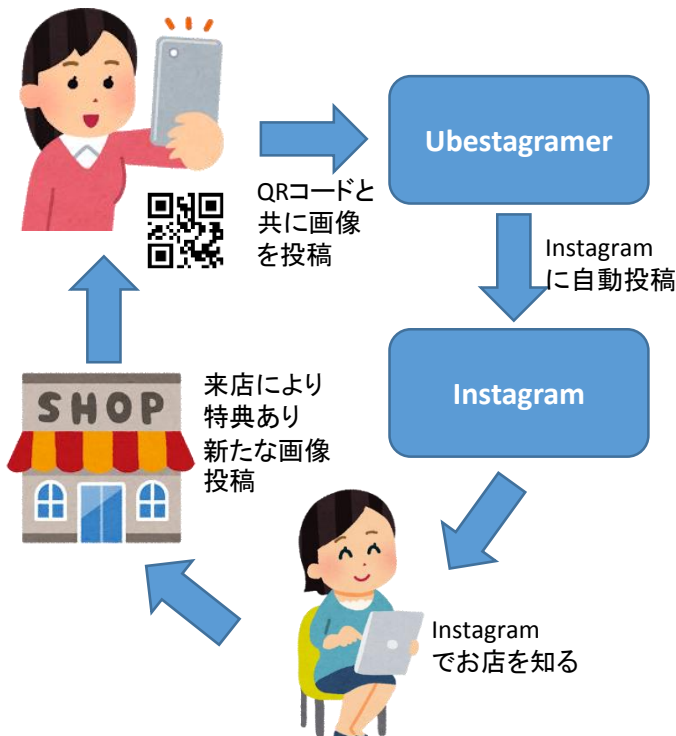 Ubestagramer
QRコードと
共に画像
を投稿
Instagram
に自動投稿
Instagram
SHOP
来店により
特典あり
新たな画像
投稿
Instagram
でお店を知る